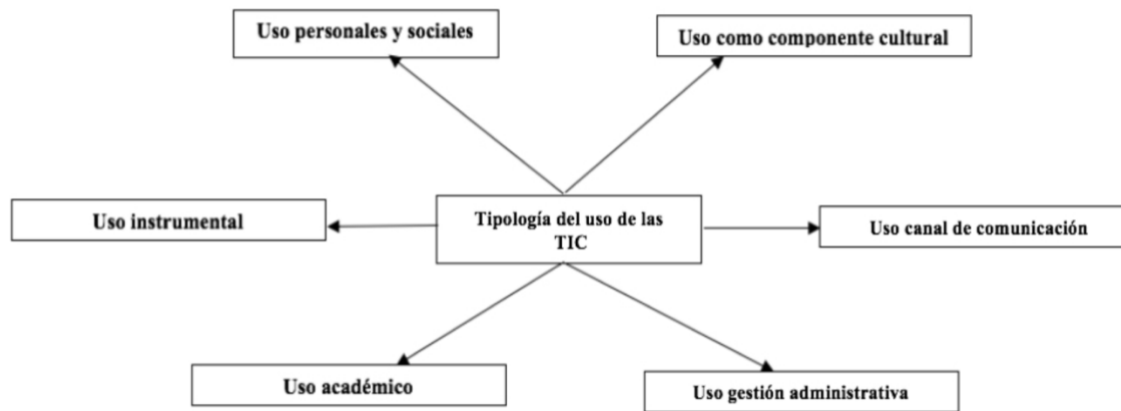 Uso personales y sociales
Uso como componente cultural
Uso instrumental
Tipología del uso de las
TIC
Uso canal de comunicación
Uso académico
Uso gestión administrativa